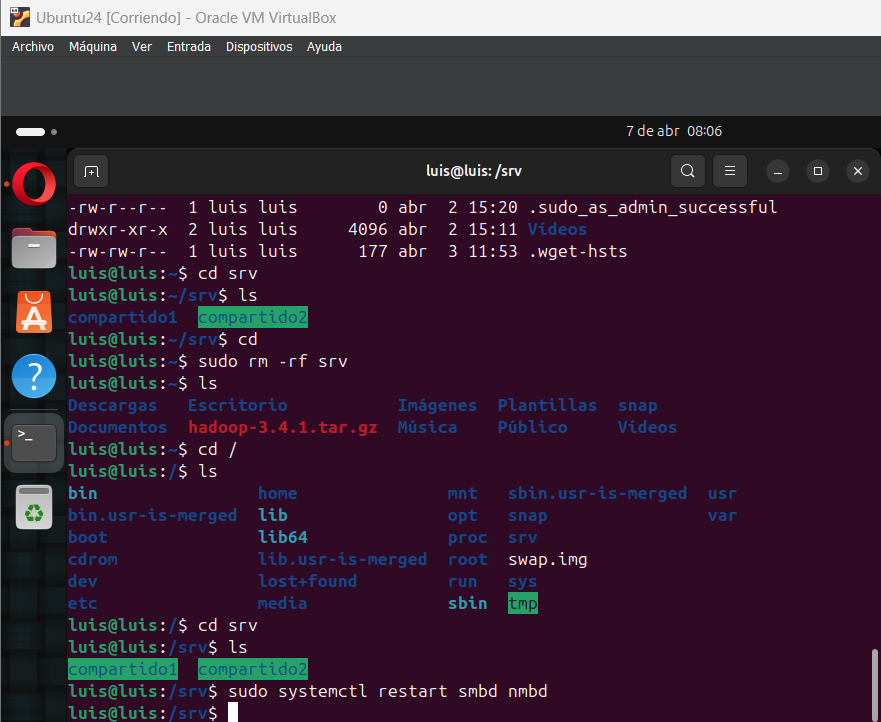 Ubuntu24 [Corriendo] - Oracle VM VirtualBox
Archivo Máquina Ver Entrada Dispositivos Ayuda
7 de abr 08:06
luis@luis: /srv
-rw-r--r-- 1 luis luis 0 abr 2 15:20 .sudo_as_admin_successful
drwxr-xr-x 2 luis luis 4096 abr 2 15:11 Vídeos
-rw-rw-r-- 1 luis luis 177 abr 3 11:53 .wget-hsts
luis@luis:~$ cd srv
luis@luis:~/srv$ ls
compartido1 compartido2
luis@luis:~/srv$ cd
luis@luis:~$ sudo rm -rf srv
luis@luis:~$ ls
Descargas Escritorio Imágenes Plantillas snap
Documentos hadoop-3.4.1.tar.gz Música Público Vídeos
luis@luis:~$ cd /
luis@luis:/$ ls
bin home mnt sbin.usr-is-merged usr
bin.usr-is-merged lib opt snap var
boot lib64 proc srv
cdrom lib.usr-is-merged root swap.img
dev lost+found run sys
etc media sbin tmp
luis@luis:/$ cd srv
luis@luis:/srv$ ls
compartido1 compartido2
luis@luis:/srv$ sudo systemctl restart smbd nmbd
luis@luis:/srv$